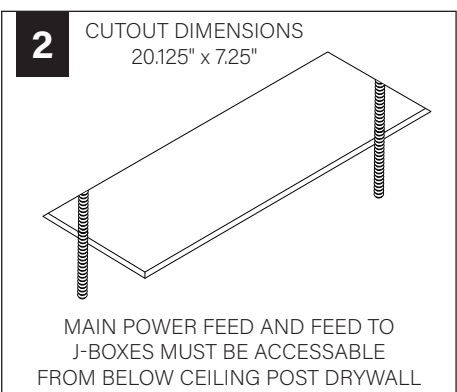 2
CUTOUT DIMENSIONS
20.125" x 7.25"
MAIN POWER FEED AND FEED TO
J-BOXES MUST BE ACCESSABLE
FROM BELOW CEILING POST DRYWALL